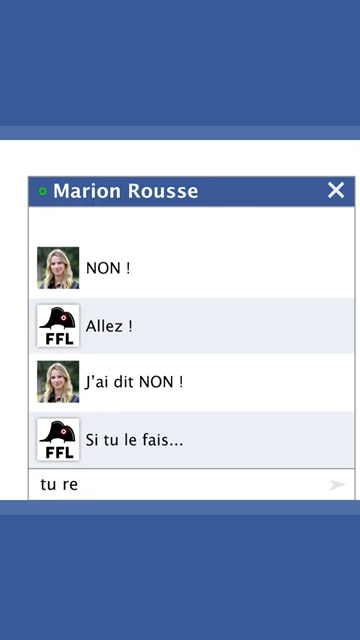 Marion Rousse
NON !
Allez !
FFL
J'ai dit NON !
Si tu le fais...
FFL
tu re